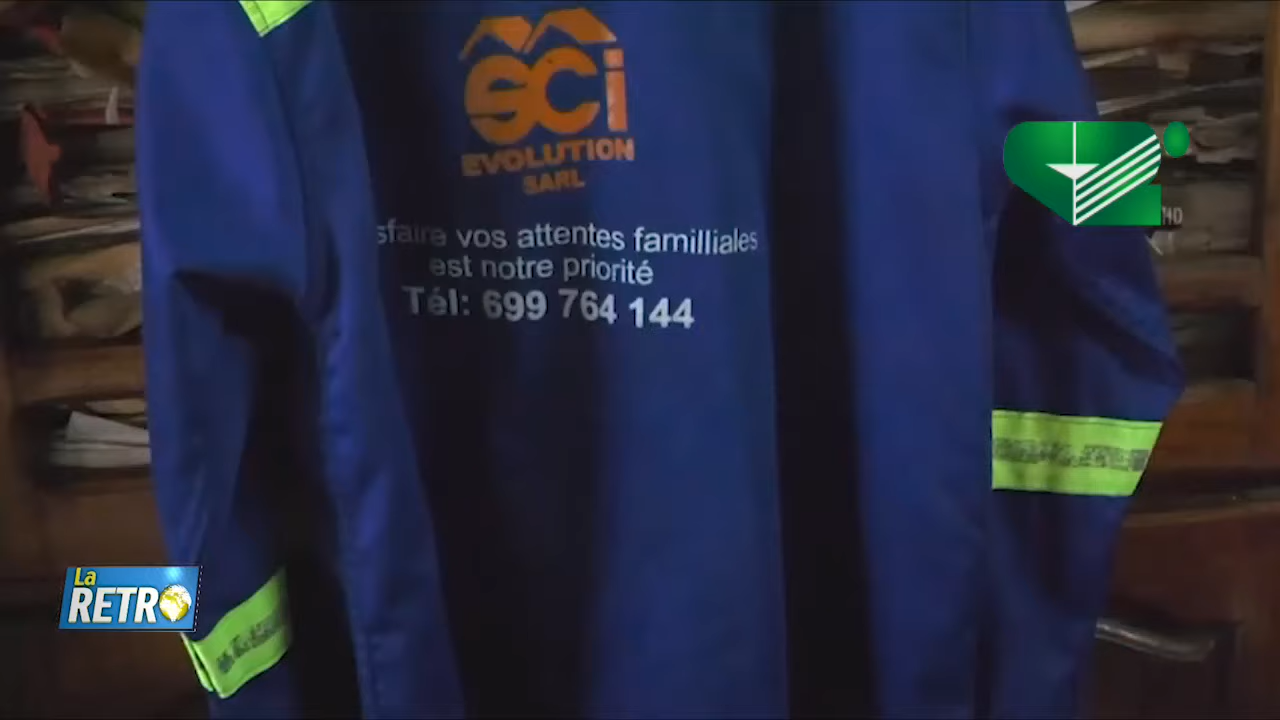 SCi
EVOLUTION
SARL
sfaire vos attentes familliales
est notre priorité
Tél: 699 764 144
La
RETRO